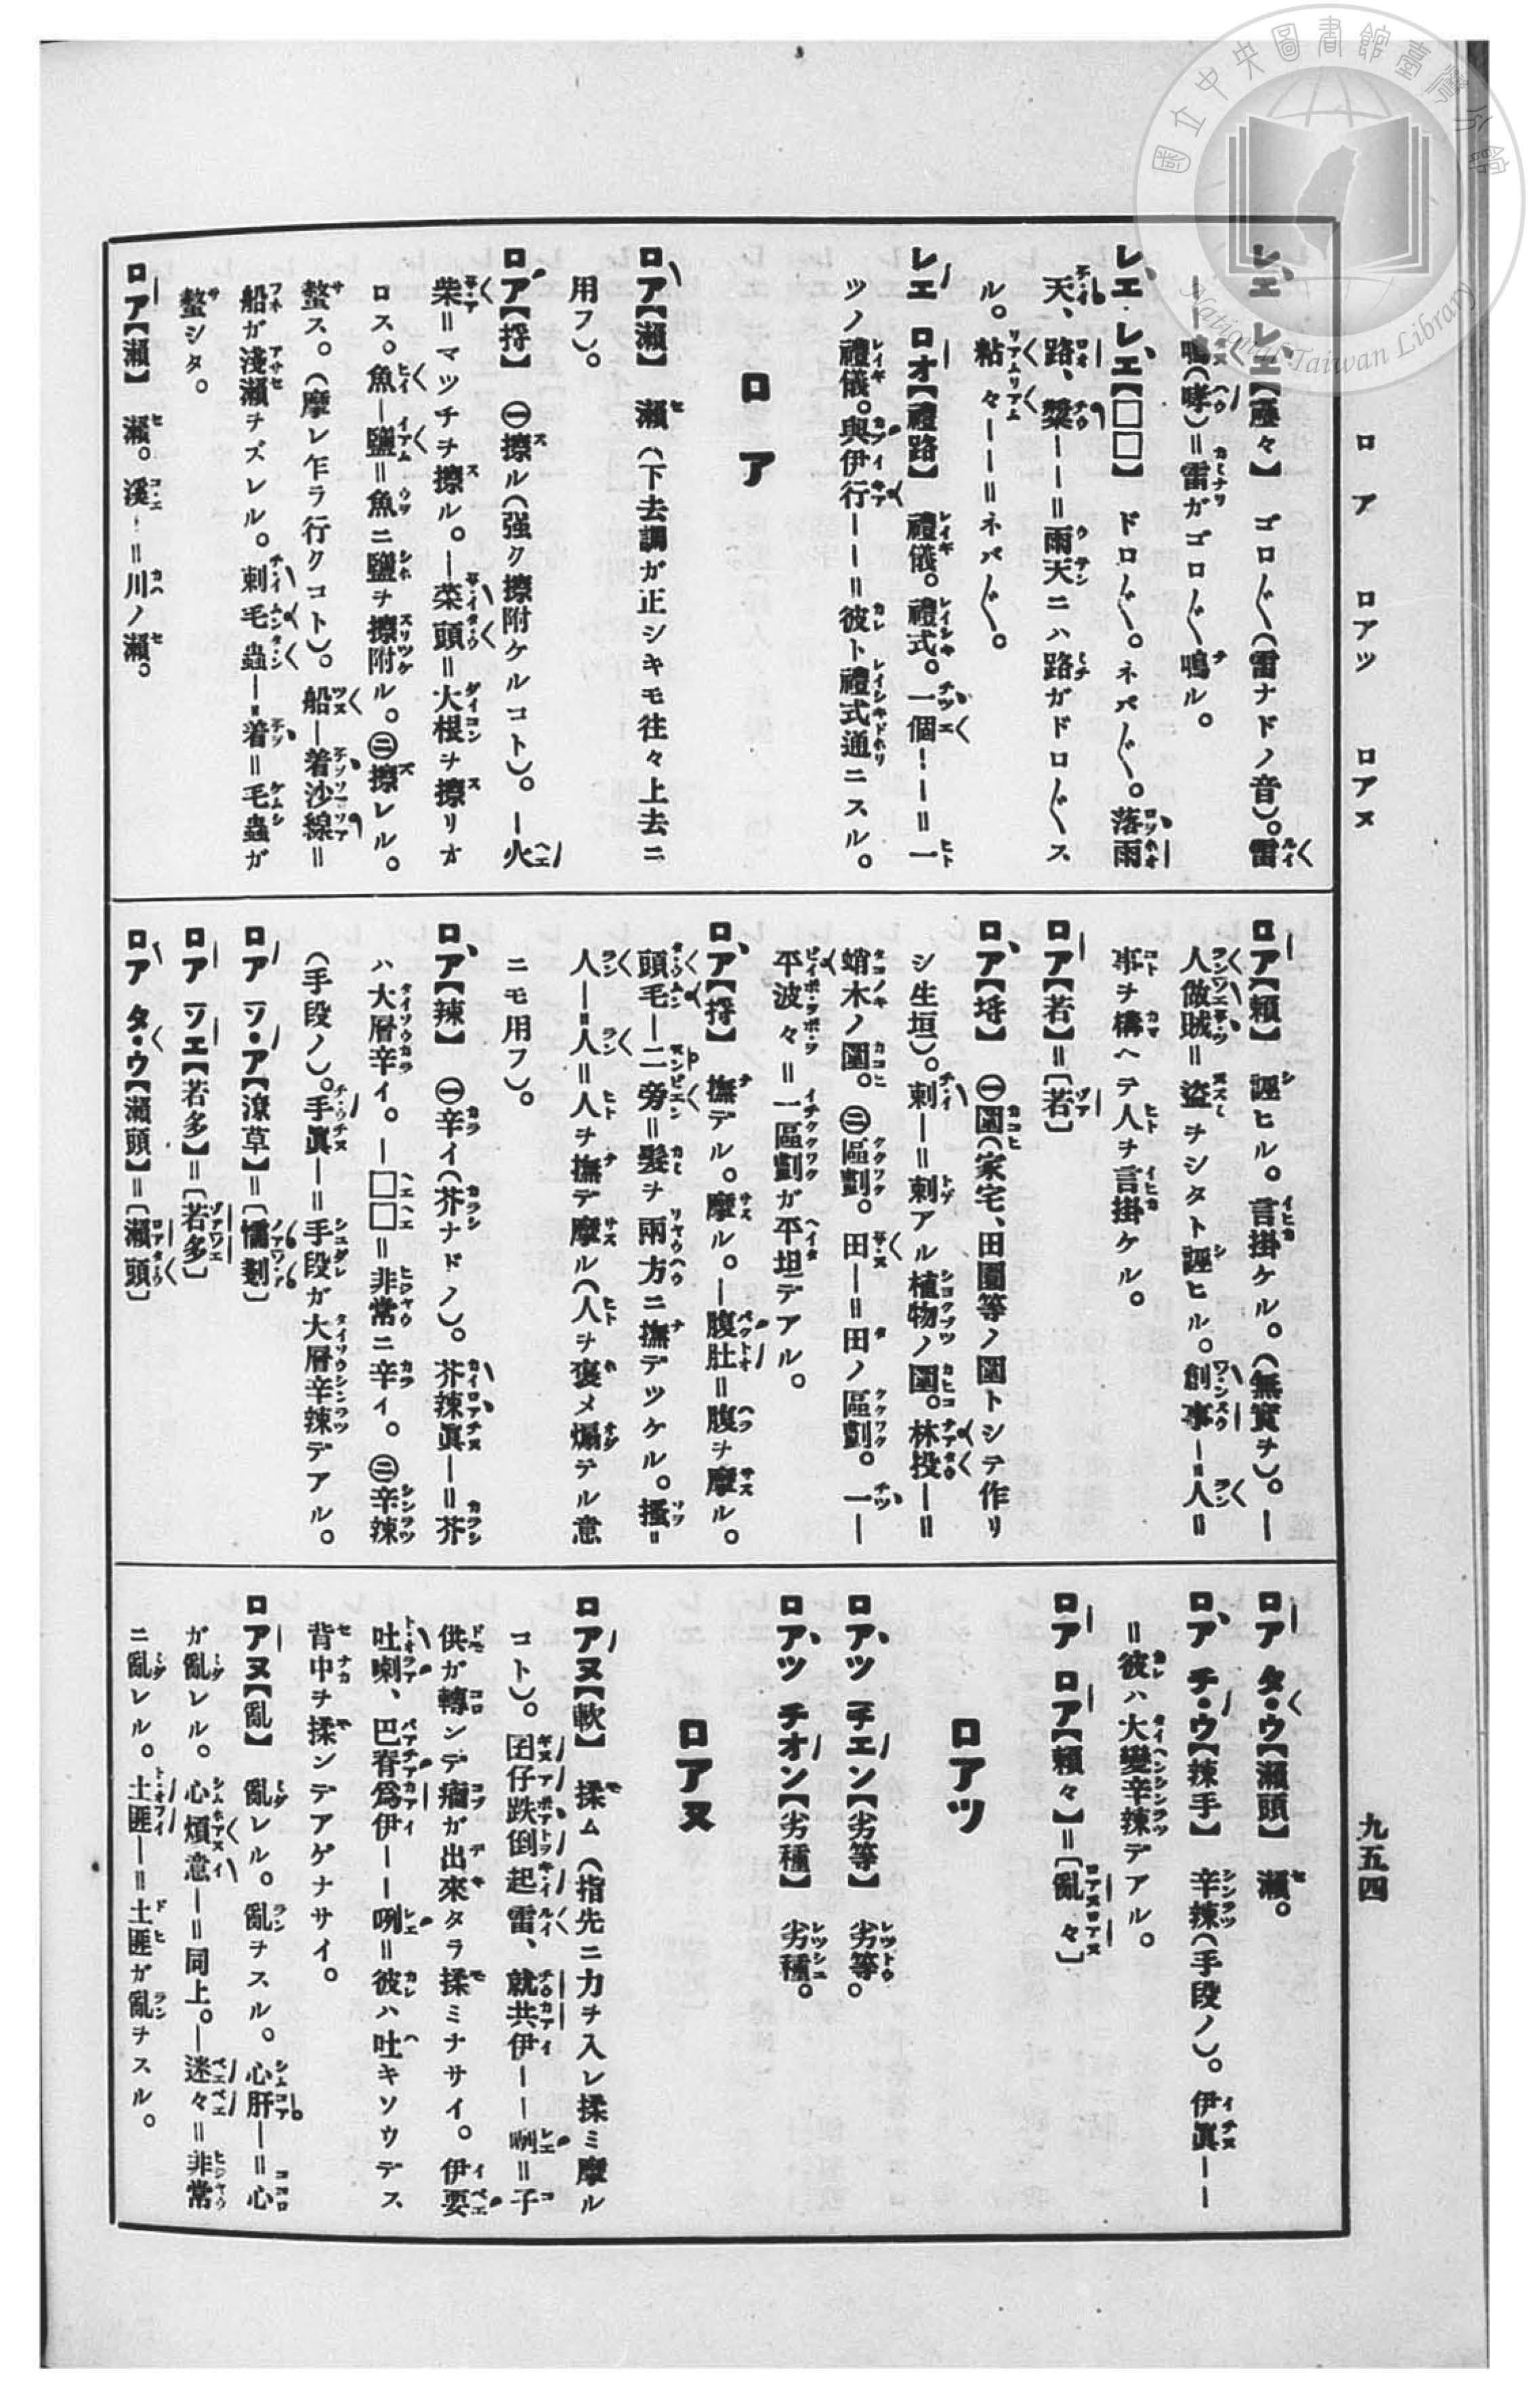 國立中央圖書館臺灣分館
National Taiwan Library
ロア ロアツ ロアヌ
九五四
レエ レエ【□々】 ゴロ〲(雷ナドノ音)。雷
――鳴(哮)=雷ガゴロ〲鳴ル。
レエ レエ【□□】 ドロ〲。ネバ〲。落雨
天、路、糜――=雨天ニハ路ガドロ〲ス
ル。粘々――=ネバ〲。
レエ ロオ【禮路】 禮儀。禮式。一個――=一
ツノ禮儀。與伊行――=彼ト禮式通ニスル。
ロア
ロア【瀨】 瀨(下去調ガ正シキモ往々上去ニ
用フ)。
ロア【捋】 ㊀擦ル(强ク擦附ケルコト)。―火
柴=マツチヲ擦ル。―菜頭=大根ヲ擦リオ
ロス。魚―鹽=魚ニ鹽ヲ擦附ル。㊁擦レル。
螫ス。(摩レ乍ラ行クコト)。船―着沙線=
船ガ淺瀨ヲズレル。刺毛蟲―着=毛蟲ガ
螫シタ。
ロア【瀨】 瀨。溪―=川ノ瀨。
ロア【賴】 誣ヒル。言掛ケル。(無實ヲ)。―
人做賊=盜ヲシタト誣ヒル。創事―人=
事ヲ構ヘテ人ヲ言掛ケル。
ロア【若】=〔若〕
ロア【埓】 ㊀圍(家宅、田園等ノ圍トシテ作リ
シ生垣)。刺―=刺アル植物ノ圍。林投―=
蛸木ノ圍。㊁區劃。田―=田ノ區劃。一―
平波々=一區劃ガ平坦デアル。
ロア【捋】 撫デル。摩ル。―腹肚=腹ヲ摩ル。
頭毛―二旁=髮ヲ兩方ニ撫デツケル。搔=
人―=人=人ヲ撫デ摩ル(人ヲ褒メ煽テル意
ニモ用フ)。
ロア【辣】 ㊀辛イ(芥ナドノ)。芥辣眞―=芥
ハ大層辛イ。―□□=非常ニ辛イ。㊁辛辣
(手段ノ)。手眞―=手段ガ大層辛辣デアル。
ロア ツ・ア【潦草】=〔懦剗〕
ロア ツエ【若多】=〔若多〕
ロア タ・ウ【瀨頭】=〔瀨頭〕
ロア タ・ウ【瀨頭】 瀨。
ロア チ・ウ【辣手】 辛辣(手段ノ)。伊眞――
=彼ハ大變辛辣デアル。
ロア ロア【賴々】=〔亂々〕
ロアツ
ロアツ チエン【劣等】 劣等。
ロアツ チオン【劣種】 劣種。
ロアヌ
ロアヌ【軟】 揉ム(指先ニ力ヲ入レ揉ミ摩ル
コト)。囝仔跌倒起雷、就共伊――咧=子
供ガ轉ンデ瘤ガ出來タラ揉ミナサイ。伊要
吐喇、巴脊爲伊――咧=彼ハ吐キソウデス
背中ヲ揉ンデアゲナサイ。
ロアヌ【亂】 亂レル。亂ヲスル。心肝―=心
ガ亂レル。心煩意―=同上。―迷々=非常
ニ亂レル。土匪―=土匪ガ亂ヲスル。